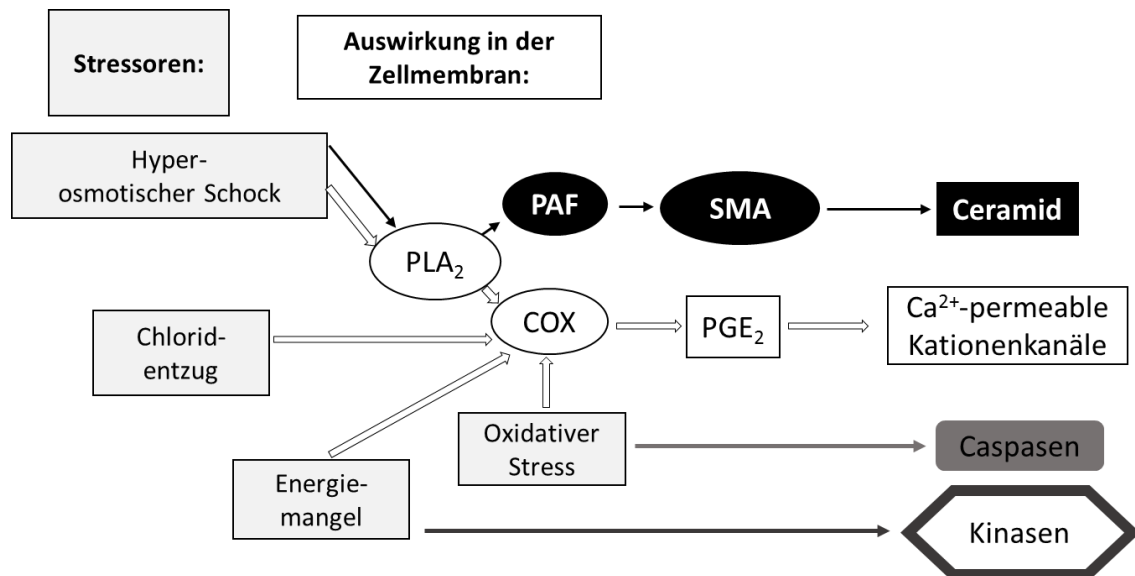 Stressoren:
Auswirkung in der
Zellmembran:
Hyper-
osmotischer Schock
PAF
SMA
Ceramid
PLA₂
COX
PGE₂
Ca²⁺-permeable
Kationenkanäle
Chlorid-
entzug
Oxidativer
Stress
Caspasen
Energie-
mangel
Kinasen